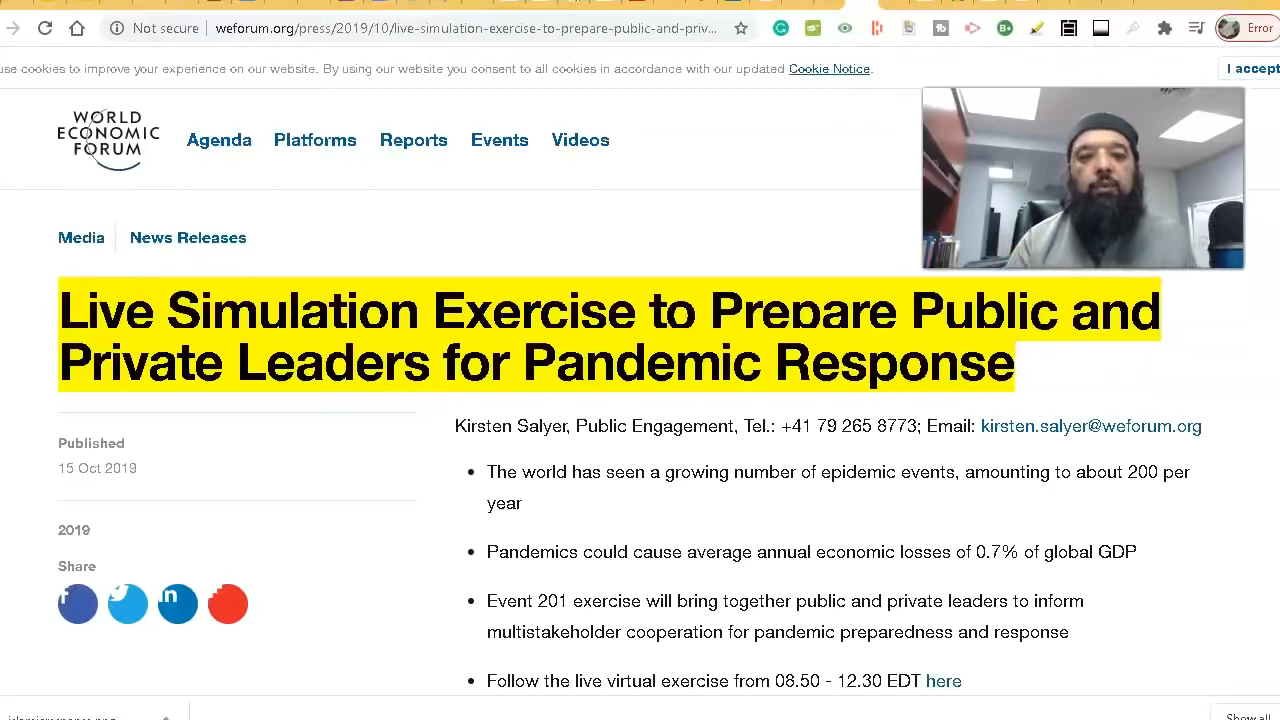 Not secure weforum.org/press/2019/10/live-simulation-exercise-to-prepare-public-and-priv...
Error
use cookies to improve your experience on our website. By using our website you consent to all cookies in accordance with our updated Cookie Notice.
I accept
WORLD
ECONOMIC
FORUM
Agenda Platforms Reports Events Videos
Media News Releases
Live Simulation Exercise to Prepare Public and
Private Leaders for Pandemic Response
Published
15 Oct 2019
2019
Share
Kirsten Salyer, Public Engagement, Tel.: +41 79 265 8773; Email: kirsten.salyer@weforum.org
• The world has seen a growing number of epidemic events, amounting to about 200 per
year
• Pandemics could cause average annual economic losses of 0.7% of global GDP
• Event 201 exercise will bring together public and private leaders to inform
multistakeholder cooperation for pandemic preparedness and response
• Follow the live virtual exercise from 08.50 - 12.30 EDT here
Show all